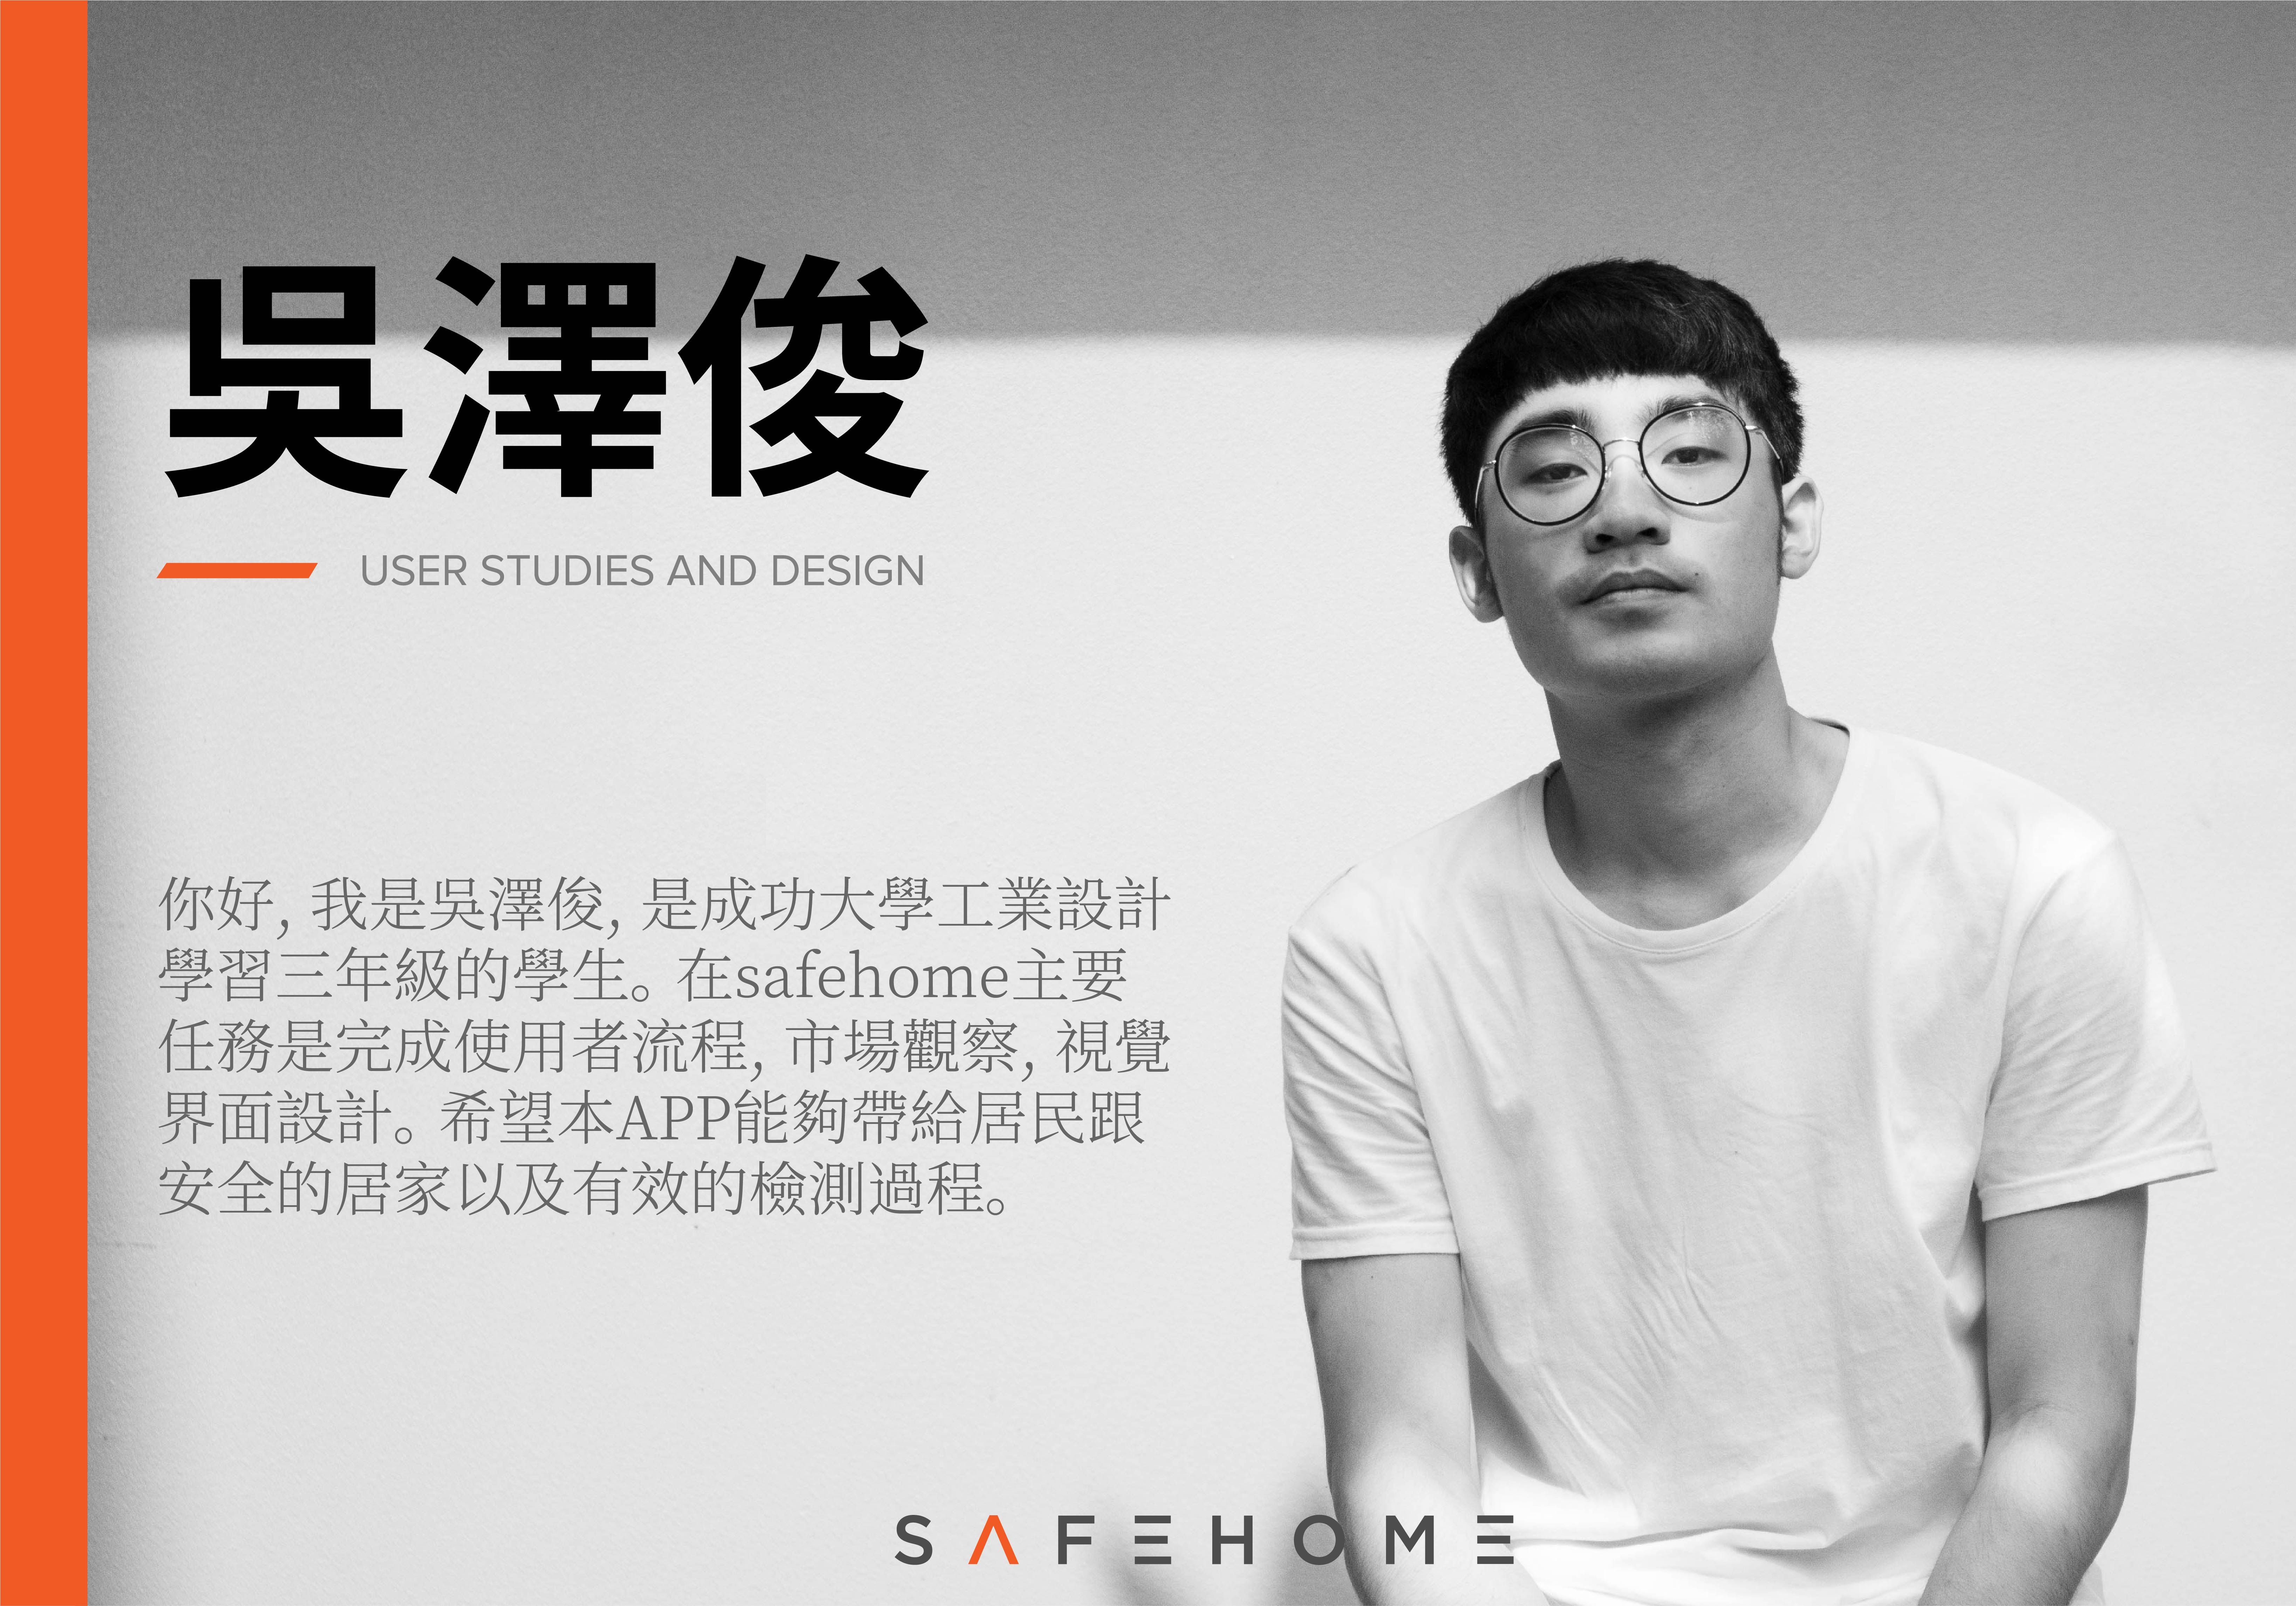 吳澤俊
USER STUDIES AND DESIGN
你好, 我是吳澤俊, 是成功大學工業設計
學習三年級的學生。在safehome主要
任務是完成使用者流程, 市場觀察, 視覺
界面設計。希望本APP能夠帶給居民跟
安全的居家以及有效的檢測過程。
SAFEHOME